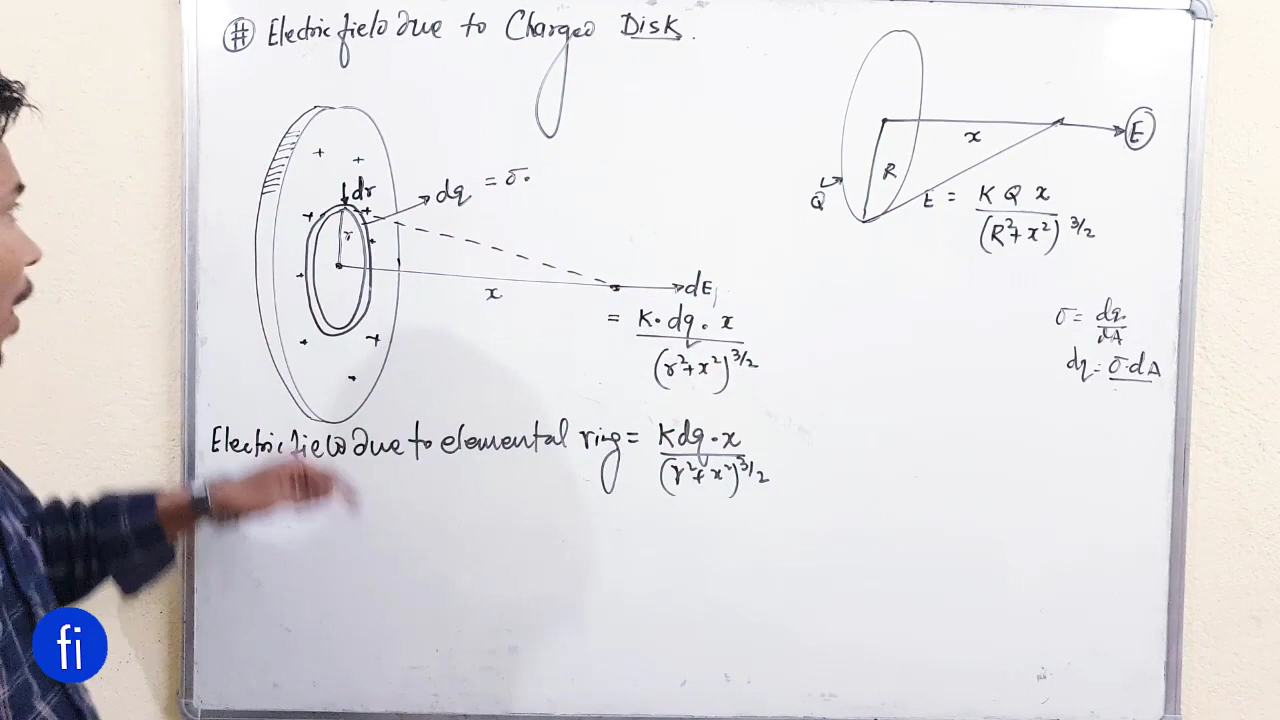 # Electric field due to Charged Disk.
dr
dq = σ.
r
x
dE
= K. dq. x / (r²+x²)^3/2
Electric field due to elemental ring = Kdq.x / (r²+x²)^3/2
x
E
R
Q
E = K Q x / (R²+x²)^3/2
σ = dq/dA
dq = σ.dA
fi